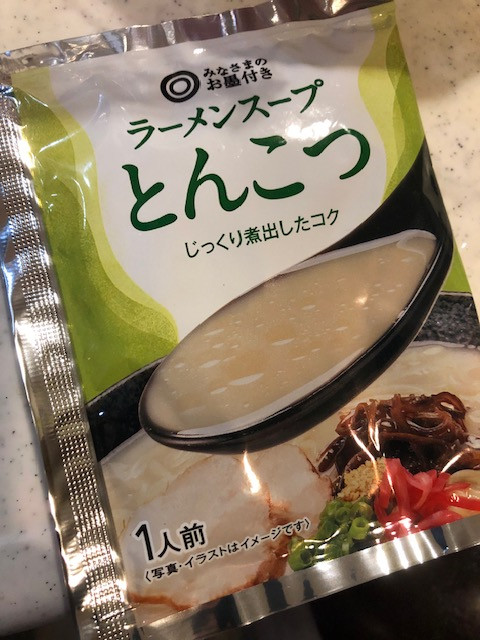 みなさまの
お墨付き
ラーメンスープ
とんこつ
じっくり煮出したコク
1人前
〈写真・イラストはイメージです〉